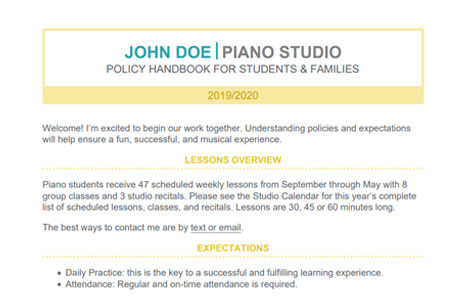 JOHN DOE|PIANO STUDIO
POLICY HANDBOOK FOR STUDENTS & FAMILIES
2019/2020
Welcome! I'm excited to begin our work together. Understanding policies and expectations
will help ensure a fun, successful, and musical experience.
LESSONS OVERVIEW
Piano students receive 47 scheduled weekly lessons from September through May with 8
group classes and 3 studio recitals. Please see the Studio Calendar for this year's complete
list of scheduled lessons, classes, and recitals. Lessons are 30, 45 or 60 minutes long.
The best ways to contact me are by text or email.
EXPECTATIONS
• Daily Practice: this is the key to a successful and fulfilling learning experience.
• Attendance: Regular and on-time attendance is required.